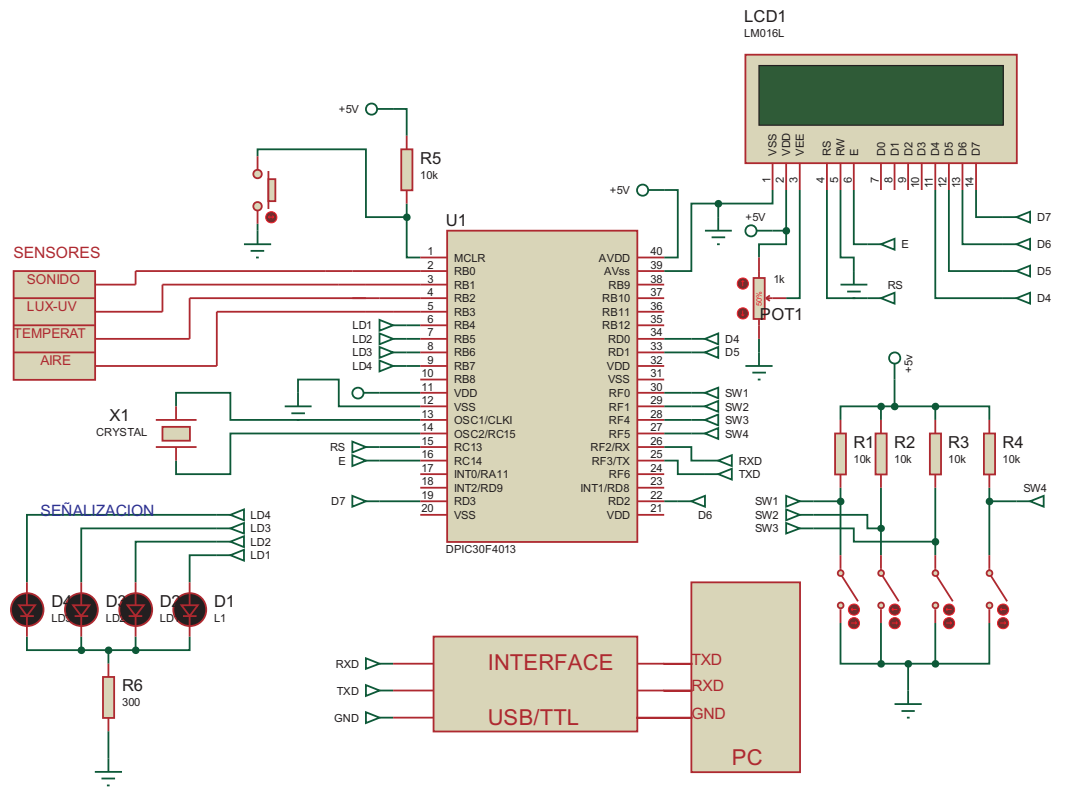 LCD1
LM016L
VSS
VDD
VEE
RS
RW
E
D0
D1
D2
D3
D4
D5
D6
D7
1
2
3
4
5
6
7
8
9
10
11
12
13
14
D7
D6
D5
D4
E
RS
+5V
R5
10k
+5V
+5V
1k
50%
POT1
SENSORES
SONIDO
LUX-UV
TEMPERAT
AIRE
U1
1 MCLR
2 RB0
3 RB1
4 RB2
5 RB3
6 RB4
7 RB5
8 RB6
9 RB7
10 RB8
11 VDD
12 VSS
13 OSC1/CLKI
14 OSC2/RC15
15 RC13
16 RC14
17 INT0/RA11
18 INT2/RD9
19 RD3
20 VSS
AVDD 40
AVss 39
RB9 38
RB10 37
RB11 36
RB12 35
RD0 34
RD1 33
VDD 32
VSS 31
RF0 30
RF1 29
RF4 28
RF5 27
RF2/RX 26
RF3/TX 25
RF6 24
INT1/RD8 23
RD2 22
VDD 21
DPIC30F4013
LD1
LD2
LD3
LD4
RS
E
D7
D4
D5
SW1
SW2
SW3
SW4
RXD
TXD
D6
X1
CRYSTAL
SEÑALIZACION
LD4
LD3
LD2
LD1
D4
D3
D2
D1
L1
R6
300
+5v
R1
10k
R2
10k
R3
10k
R4
10k
SW1
SW2
SW3
SW4
RXD
TXD
GND
INTERFACE
USB/TTL
TXD
RXD
GND
PC